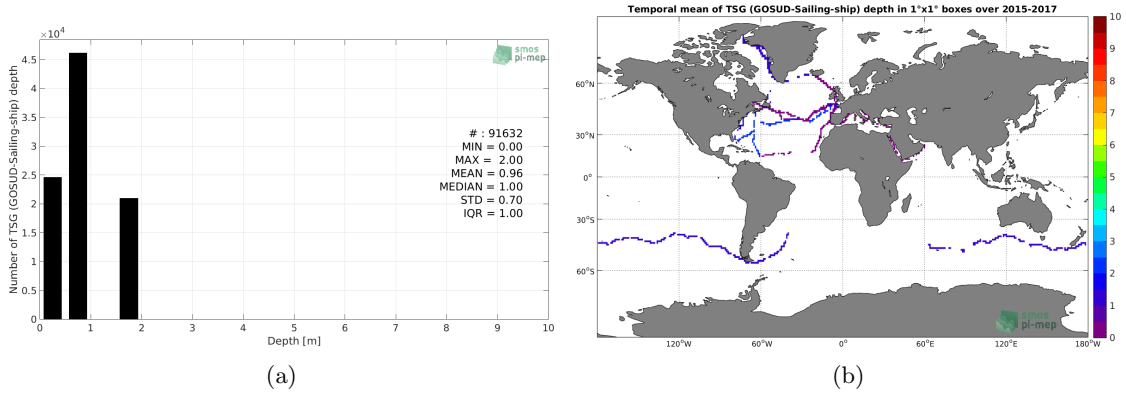 Temporal mean of TSG (GOSUD-Sailing-ship) depth in 1°x1° boxes over 2015-2017
×10⁴
4.5
4
3.5
3
2.5
2
1.5
1
0.5
0
Number of TSG (GOSUD-Sailing-ship) depth
smos
pi-mep
# : 91632
MIN = 0.00
MAX = 2.00
MEAN = 0.96
MEDIAN = 1.00
STD = 0.70
IQR = 1.00
0 1 2 3 4 5 6 7 8 9 10
Depth [m]
(a)
60°N
30°N
0°
30°S
60°S
120°W 60°W 0° 60°E 120°E 180°W
smos
pi-mep
10
9
8
7
6
5
4
3
2
1
0
(b)